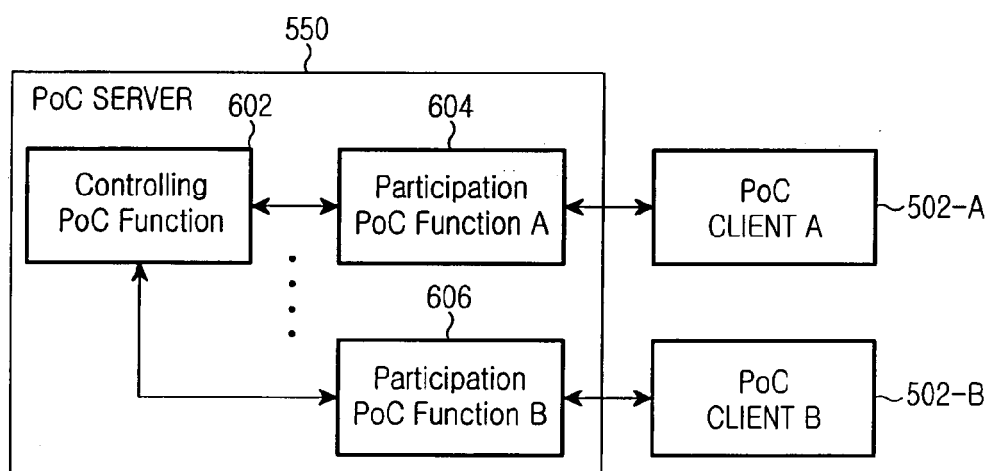 550
PoC SERVER
602
604
Controlling
PoC Function
Participation
PoC Function A
PoC
CLIENT A
502-A
606
Participation
PoC Function B
PoC
CLIENT B
502-B